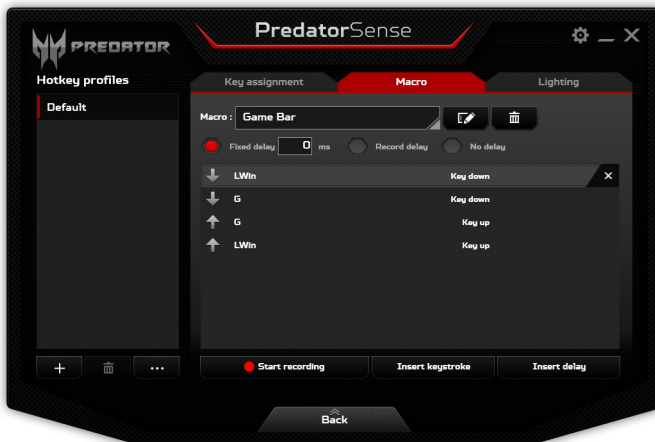 PREDATOR
PredatorSense
Hotkey profiles
Default
Key assignment
Macro
Lighting
Macro : Game Bar
Fixed delay 0 ms Record delay No delay
LWin Key down
G Key down
G Key up
LWin Key up
Start recording
Insert keystroke
Insert delay
Back